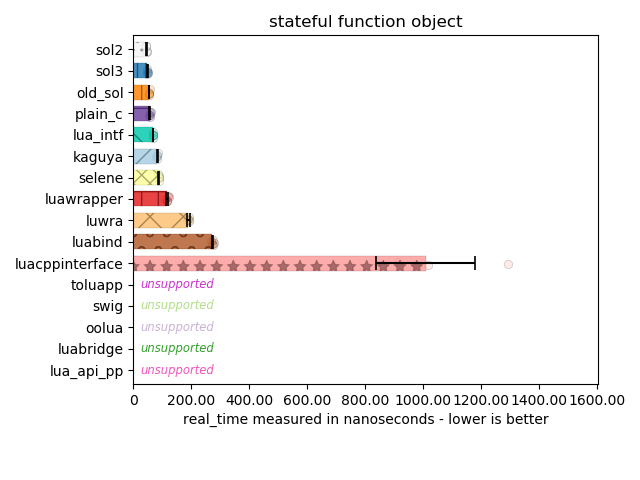 stateful function object
sol2
sol3
old_sol
plain_c
lua_intf
kaguya
selene
luawrapper
luwra
luabind
luacppinterface
toluapp unsupported
swig unsupported
oolua unsupported
luabridge unsupported
lua_api_pp unsupported
0 200.00 400.00 600.00 800.00 1000.00 1200.00 1400.00 1600.00
real_time measured in nanoseconds - lower is better